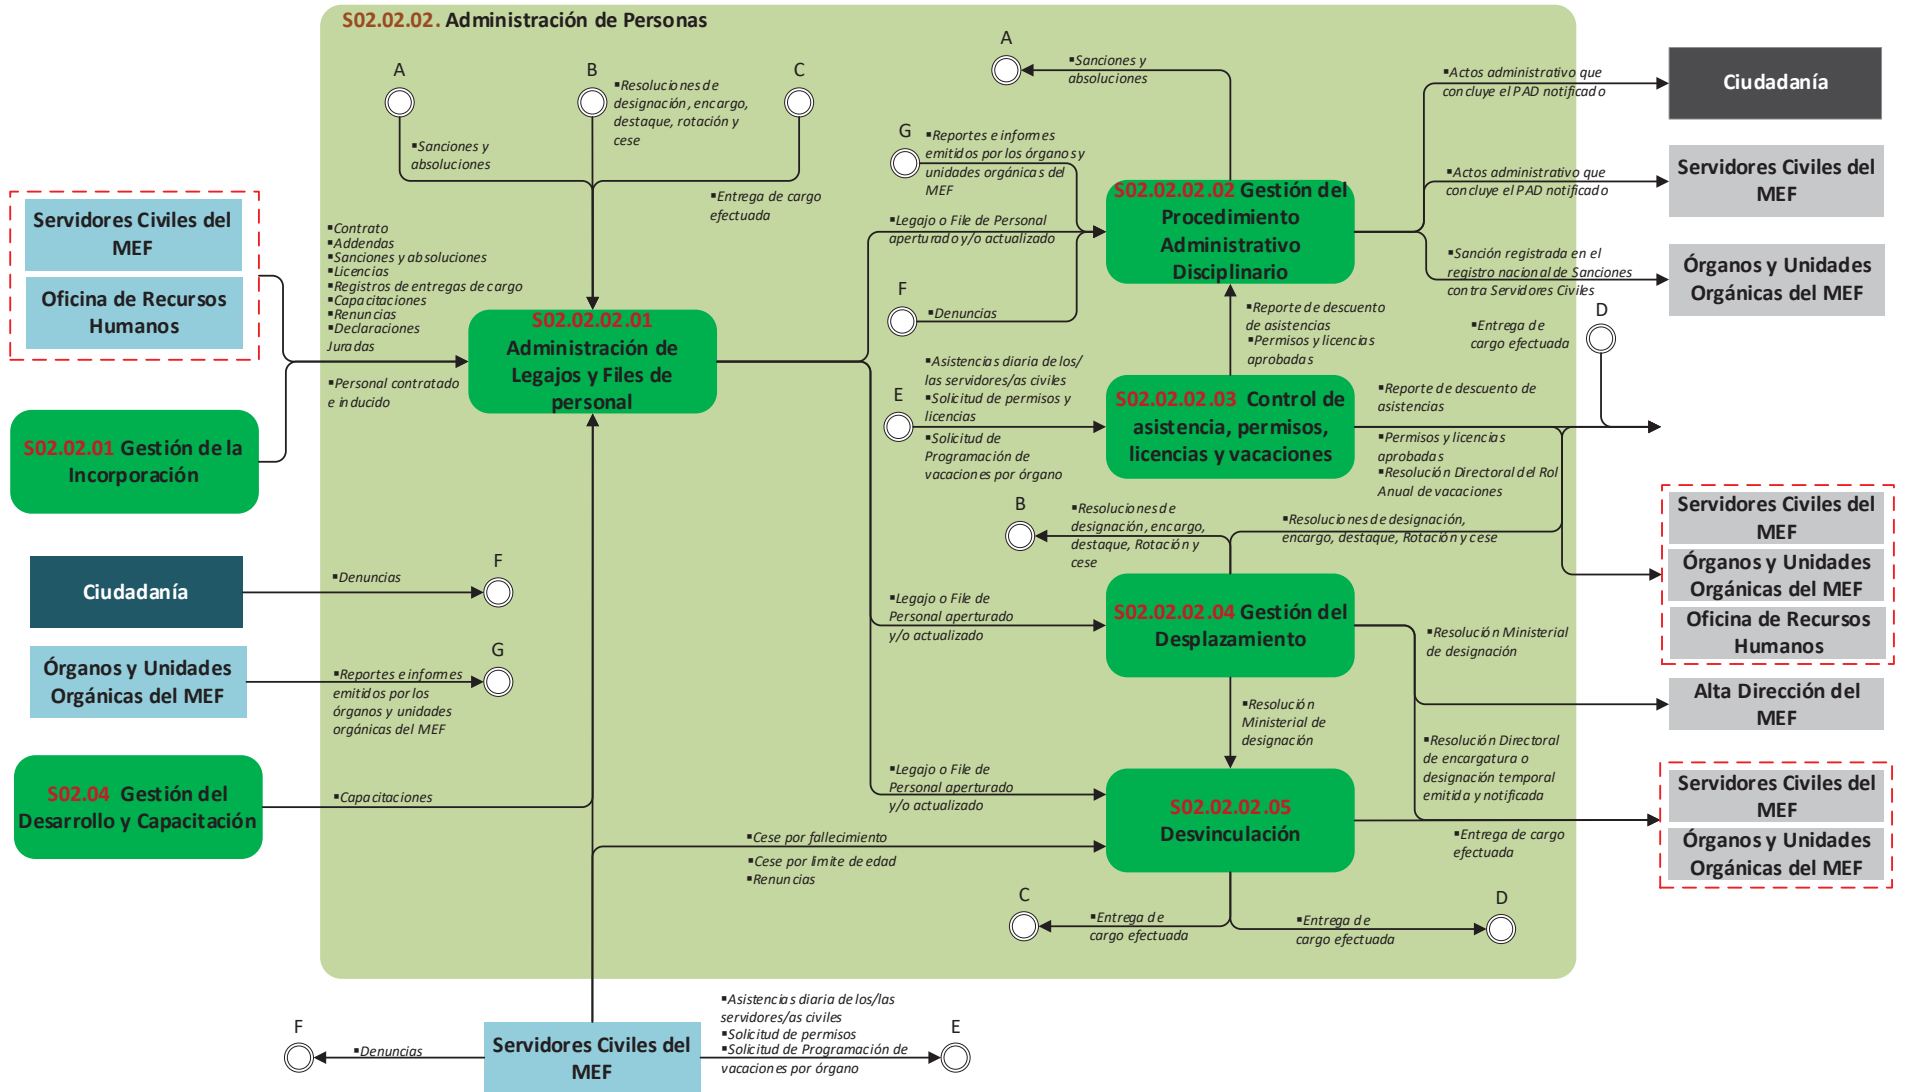 S02.02.02. Administración de Personas
A
B
C
▪Resoluciones de
designación, encargo,
destaque, rotación y
cese
▪Sanciones y
absoluciones
▪Entrega de cargo
efectuada
Servidores Civiles del
MEF
Oficina de Recursos
Humanos
▪Contrato
▪Addendas
▪Sanciones y absoluciones
▪Licencias
▪Registros de entregas de cargo
▪Capacitaciones
▪Renuncias
▪Declaraciones
Juradas
▪Personal contratado
e inducido
S02.02.01 Gestión de la
Incorporación
S02.02.02.01
Administración de
Legajos y Files de
personal
Ciudadanía
▪Denuncias
F
Órganos y Unidades
Orgánicas del MEF
▪Reportes e informes
emitidos por los
órganos y unidades
orgánicas del MEF
G
S02.04 Gestión del
Desarrollo y Capacitación
▪Capacitaciones
A
▪Sanciones y
absoluciones
G
▪Reportes e informes
emitidos por los órganos y
unidades orgánicas del
MEF
▪Legajo o File de Personal
aperturado y/o actualizado
F
▪Denuncias
S02.02.02.02 Gestión del
Procedimiento
Administrativo
Disciplinario
▪Actos administrativo que
concluye el PAD notificado
Ciudadanía
▪Actos administrativo que
concluye el PAD notificado
Servidores Civiles del
MEF
▪Sanción registrada en el
registro nacional de Sanciones
contra Servidores Civiles
Órganos y Unidades
Orgánicas del MEF
▪Reporte de descuento
de asistencias
▪Permisos y licencias
aprobadas
▪Entrega de
cargo efectuada
D
E
▪Asistencias diaria de los/
las servidores/as civiles
▪Solicitud de permisos y
licencias
▪Solicitud de
Programación de
vacaciones por órgano
S02.02.02.03 Control de
asistencia, permisos,
licencias y vacaciones
▪Reporte de descuento de
asistencias
▪Permisos y licencias
aprobadas
▪Resolución Directoral del Rol
Anual de vacaciones
B
▪Resoluciones de
designación, encargo,
destaque, Rotación y
cese
▪Resoluciones de designación,
encargo, destaque, Rotación y cese
Servidores Civiles del
MEF
Órganos y Unidades
Orgánicas del MEF
Oficina de Recursos
Humanos
▪Legajo o File de
Personal aperturado
y/o actualizado
S02.02.02.04 Gestión del
Desplazamiento
▪Resolución Ministerial
de designación
Alta Dirección del
MEF
▪Resolución
Ministerial de
designación
▪Resolución Directoral
de encargatura o
designación temporal
emitida y notificada
▪Legajo o File de
Personal aperturado
y/o actualizado
S02.02.02.05
Desvinculación
▪Entrega de cargo
efectuada
Servidores Civiles del
MEF
Órganos y Unidades
Orgánicas del MEF
▪Cese por fallecimiento
▪Cese por limite de edad
▪Renuncias
C
▪Entrega de
cargo efectuada
▪Entrega de
cargo efectuada
D
F
▪Denuncias
Servidores Civiles del
MEF
▪Asistencias diaria de los/las
servidores/as civiles
▪Solicitud de permisos
▪Solicitud de Programación de
vacaciones por órgano
E